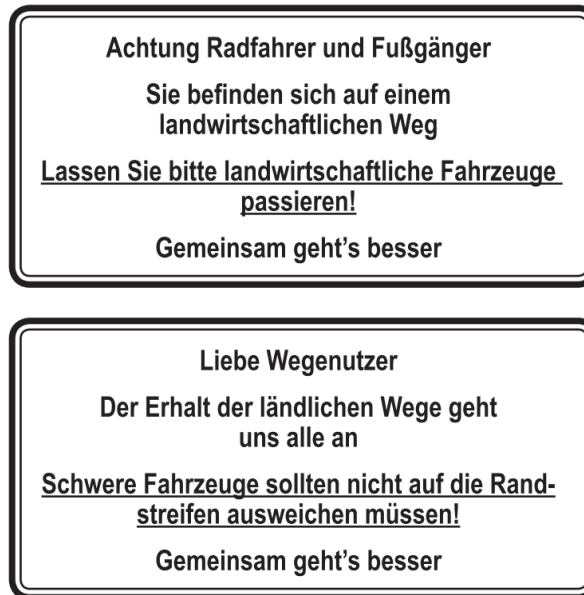 Achtung Radfahrer und Fußgänger
Sie befinden sich auf einem
landwirtschaftlichen Weg
Lassen Sie bitte landwirtschaftliche Fahrzeuge
passieren!
Gemeinsam geht's besser
Liebe Wegenutzer
Der Erhalt der ländlichen Wege geht
uns alle an
Schwere Fahrzeuge sollten nicht auf die Rand-
streifen ausweichen müssen!
Gemeinsam geht's besser